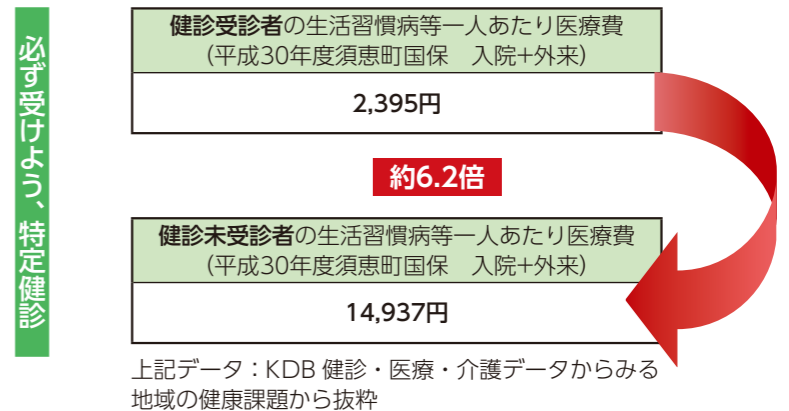 必ず受けよう、特定健診
健診受診者の生活習慣病等一人あたり医療費
(平成30年度須恵町国保　入院+外来)
2,395円
約6.2倍
健診未受診者の生活習慣病等一人あたり医療費
(平成30年度須恵町国保　入院+外来)
14,937円
上記データ：KDB 健診・医療・介護データからみる
地域の健康課題から抜粋